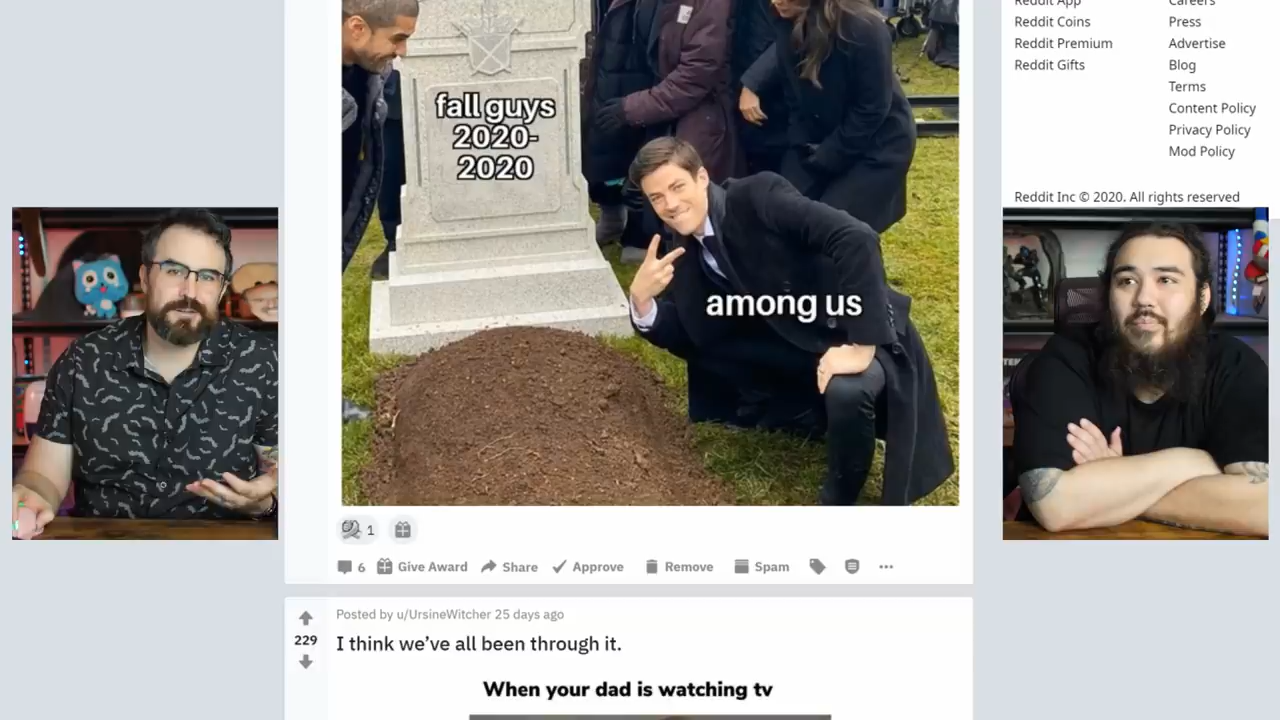 Reddit App
Careers
Reddit Coins
Press
Reddit Premium
Advertise
Reddit Gifts
Blog
Terms
Content Policy
Privacy Policy
Mod Policy
Reddit Inc © 2020. All rights reserved
fall guys
2020-
2020
among us
1
6
Give Award
Share
Approve
Remove
Spam
Posted by u/UrsineWitcher 25 days ago
229
I think we’ve all been through it.
When your dad is watching tv